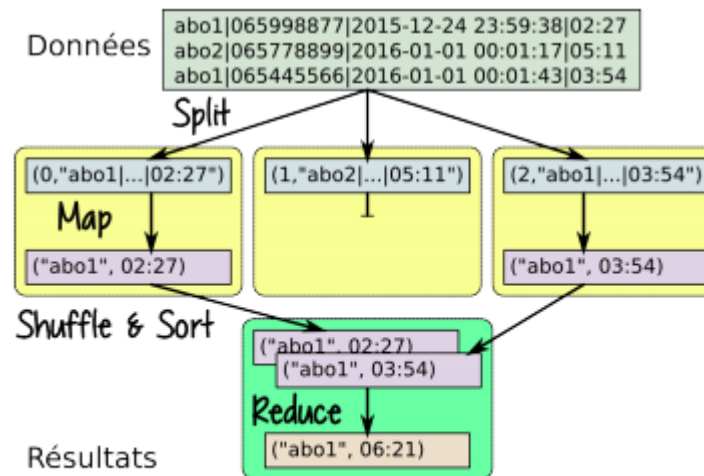 Données
abo1|065998877|2015-12-24 23:59:38|02:27
abo2|065778899|2016-01-01 00:01:17|05:11
abo1|065445566|2016-01-01 00:01:43|03:54
Split
(0,"abo1|...|02:27")
(1,"abo2|...|05:11")
(2,"abo1|...|03:54")
Map
("abo1", 02:27)
("abo1", 03:54)
Shuffle & Sort
("abo1", 02:27)
("abo1", 03:54)
Reduce
("abo1", 06:21)
Résultats